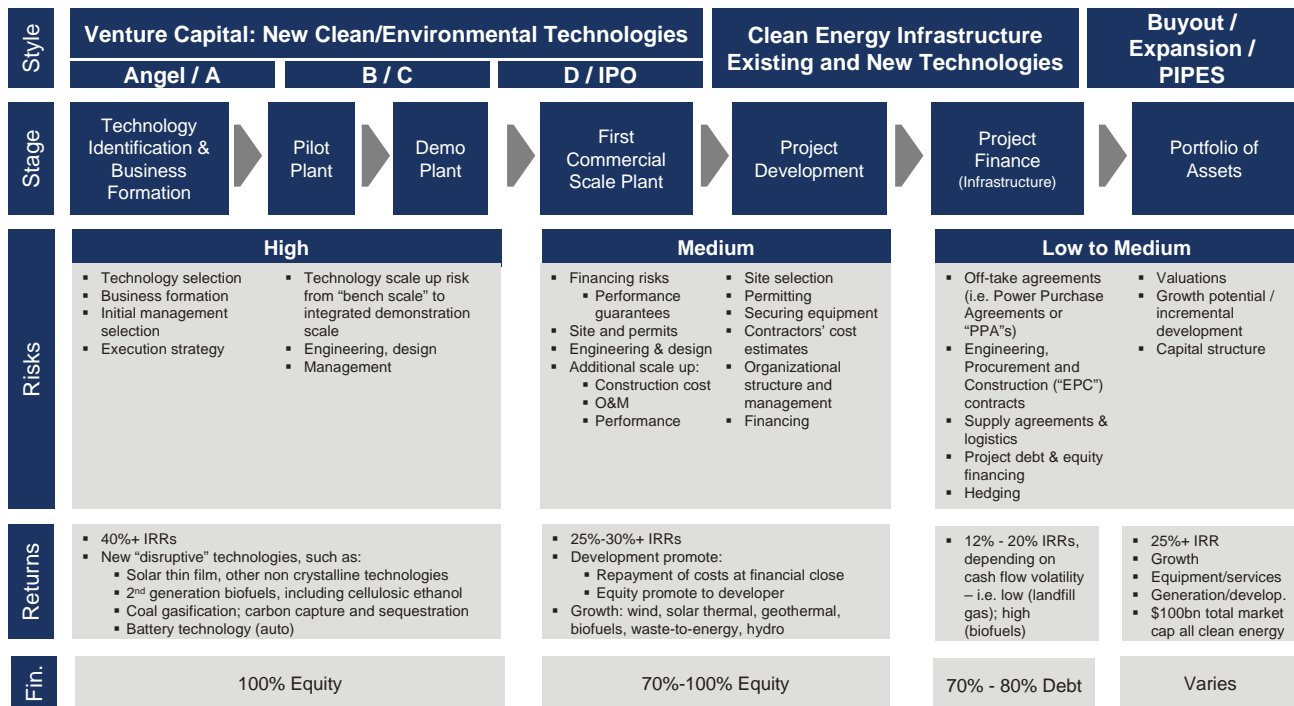 Style
Venture Capital: New Clean/Environmental Technologies
Angel / A
B / C
D / IPO
Clean Energy Infrastructure
Existing and New Technologies
Buyout /
Expansion /
PIPES
Stage
Technology
Identification &
Business
Formation
Pilot
Plant
Demo
Plant
First
Commercial
Scale Plant
Project
Development
Project
Finance
(Infrastructure)
Portfolio of
Assets
Risks
High
▪ Technology selection
▪ Business formation
▪ Initial management
selection
▪ Execution strategy
▪ Technology scale up risk
from “bench scale” to
integrated demonstration
scale
▪ Engineering, design
▪ Management
Medium
▪ Financing risks
▪ Performance
guarantees
▪ Site and permits
▪ Engineering & design
▪ Additional scale up:
▪ Construction cost
▪ O&M
▪ Performance
▪ Site selection
▪ Permitting
▪ Securing equipment
▪ Contractors’ cost
estimates
▪ Organizational
structure and
management
▪ Financing
Low to Medium
▪ Off-take agreements
(i.e. Power Purchase
Agreements or
“PPA”s)
▪ Engineering,
Procurement and
Construction (“EPC”)
contracts
▪ Supply agreements &
logistics
▪ Project debt & equity
financing
▪ Hedging
▪ Valuations
▪ Growth potential /
incremental
development
▪ Capital structure
Returns
▪ 40%+ IRRs
▪ New “disruptive” technologies, such as:
▪ Solar thin film, other non crystalline technologies
▪ 2nd generation biofuels, including cellulosic ethanol
▪ Coal gasification; carbon capture and sequestration
▪ Battery technology (auto)
▪ 25%-30%+ IRRs
▪ Development promote:
▪ Repayment of costs at financial close
▪ Equity promote to developer
▪ Growth: wind, solar thermal, geothermal,
biofuels, waste-to-energy, hydro
▪ 12% - 20% IRRs,
depending on
cash flow volatility
– i.e. low (landfill
gas); high
(biofuels)
▪ 25%+ IRR
▪ Growth
▪ Equipment/services
▪ Generation/develop.
▪ $100bn total market
cap all clean energy
Fin.
100% Equity
70%-100% Equity
70% - 80% Debt
Varies